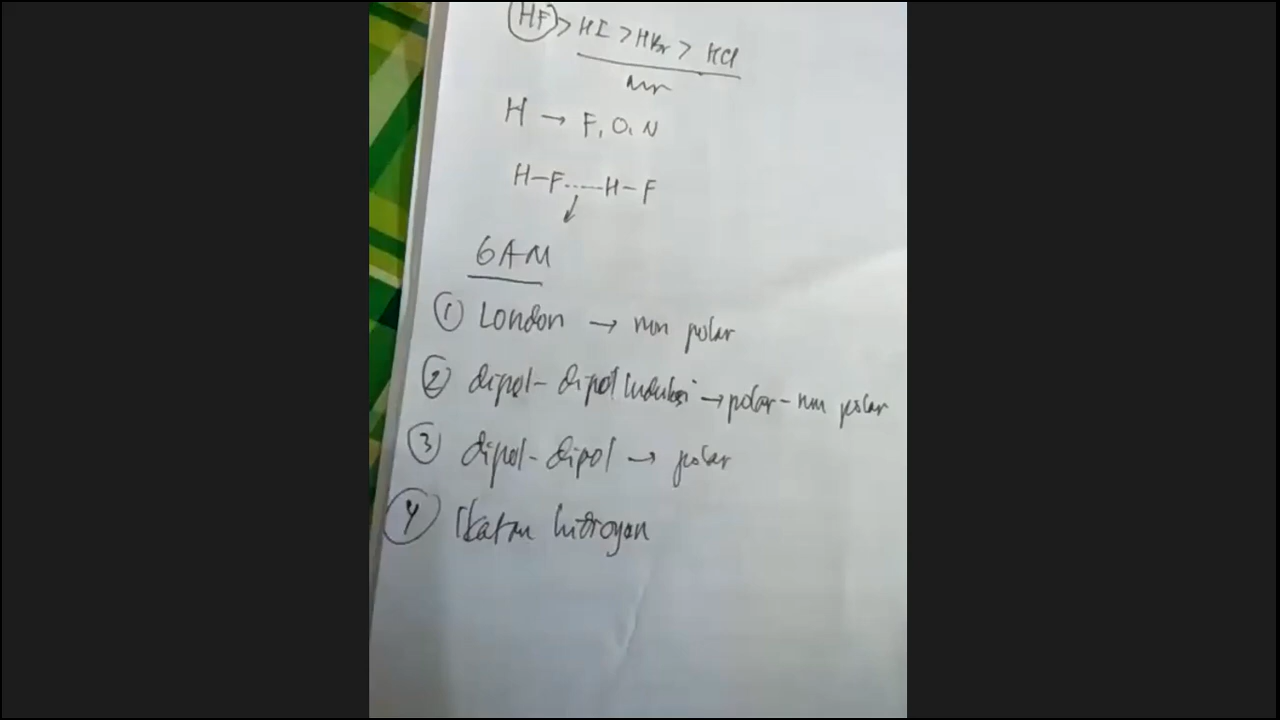 HF > HI > HBr > HCl
Mr
H → F, O, N
H-F.....H-F
GAM
① London → non polar
② dipol-dipol Induksi → polar-non polar
③ dipol-dipol → polar
④ Ikatan hidrogen